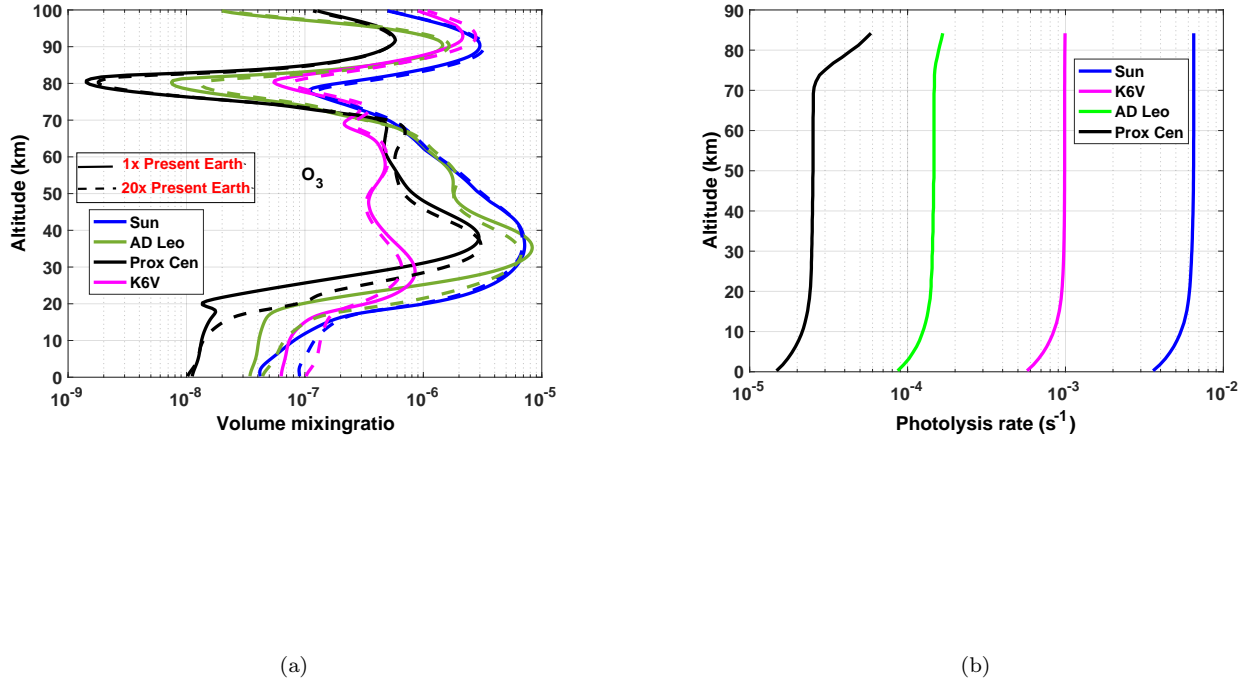 100
90
80
70
60
50
40
30
20
10
0
Altitude (km)
1x Present Earth
20x Present Earth
O3
Sun
AD Leo
Prox Cen
K6V
10-9
10-8
10-7
10-6
10-5
Volume mixingratio
(a)
90
80
70
60
50
40
30
20
10
0
Altitude (km)
Sun
K6V
AD Leo
Prox Cen
10-5
10-4
10-3
10-2
Photolysis rate (s-1)
(b)